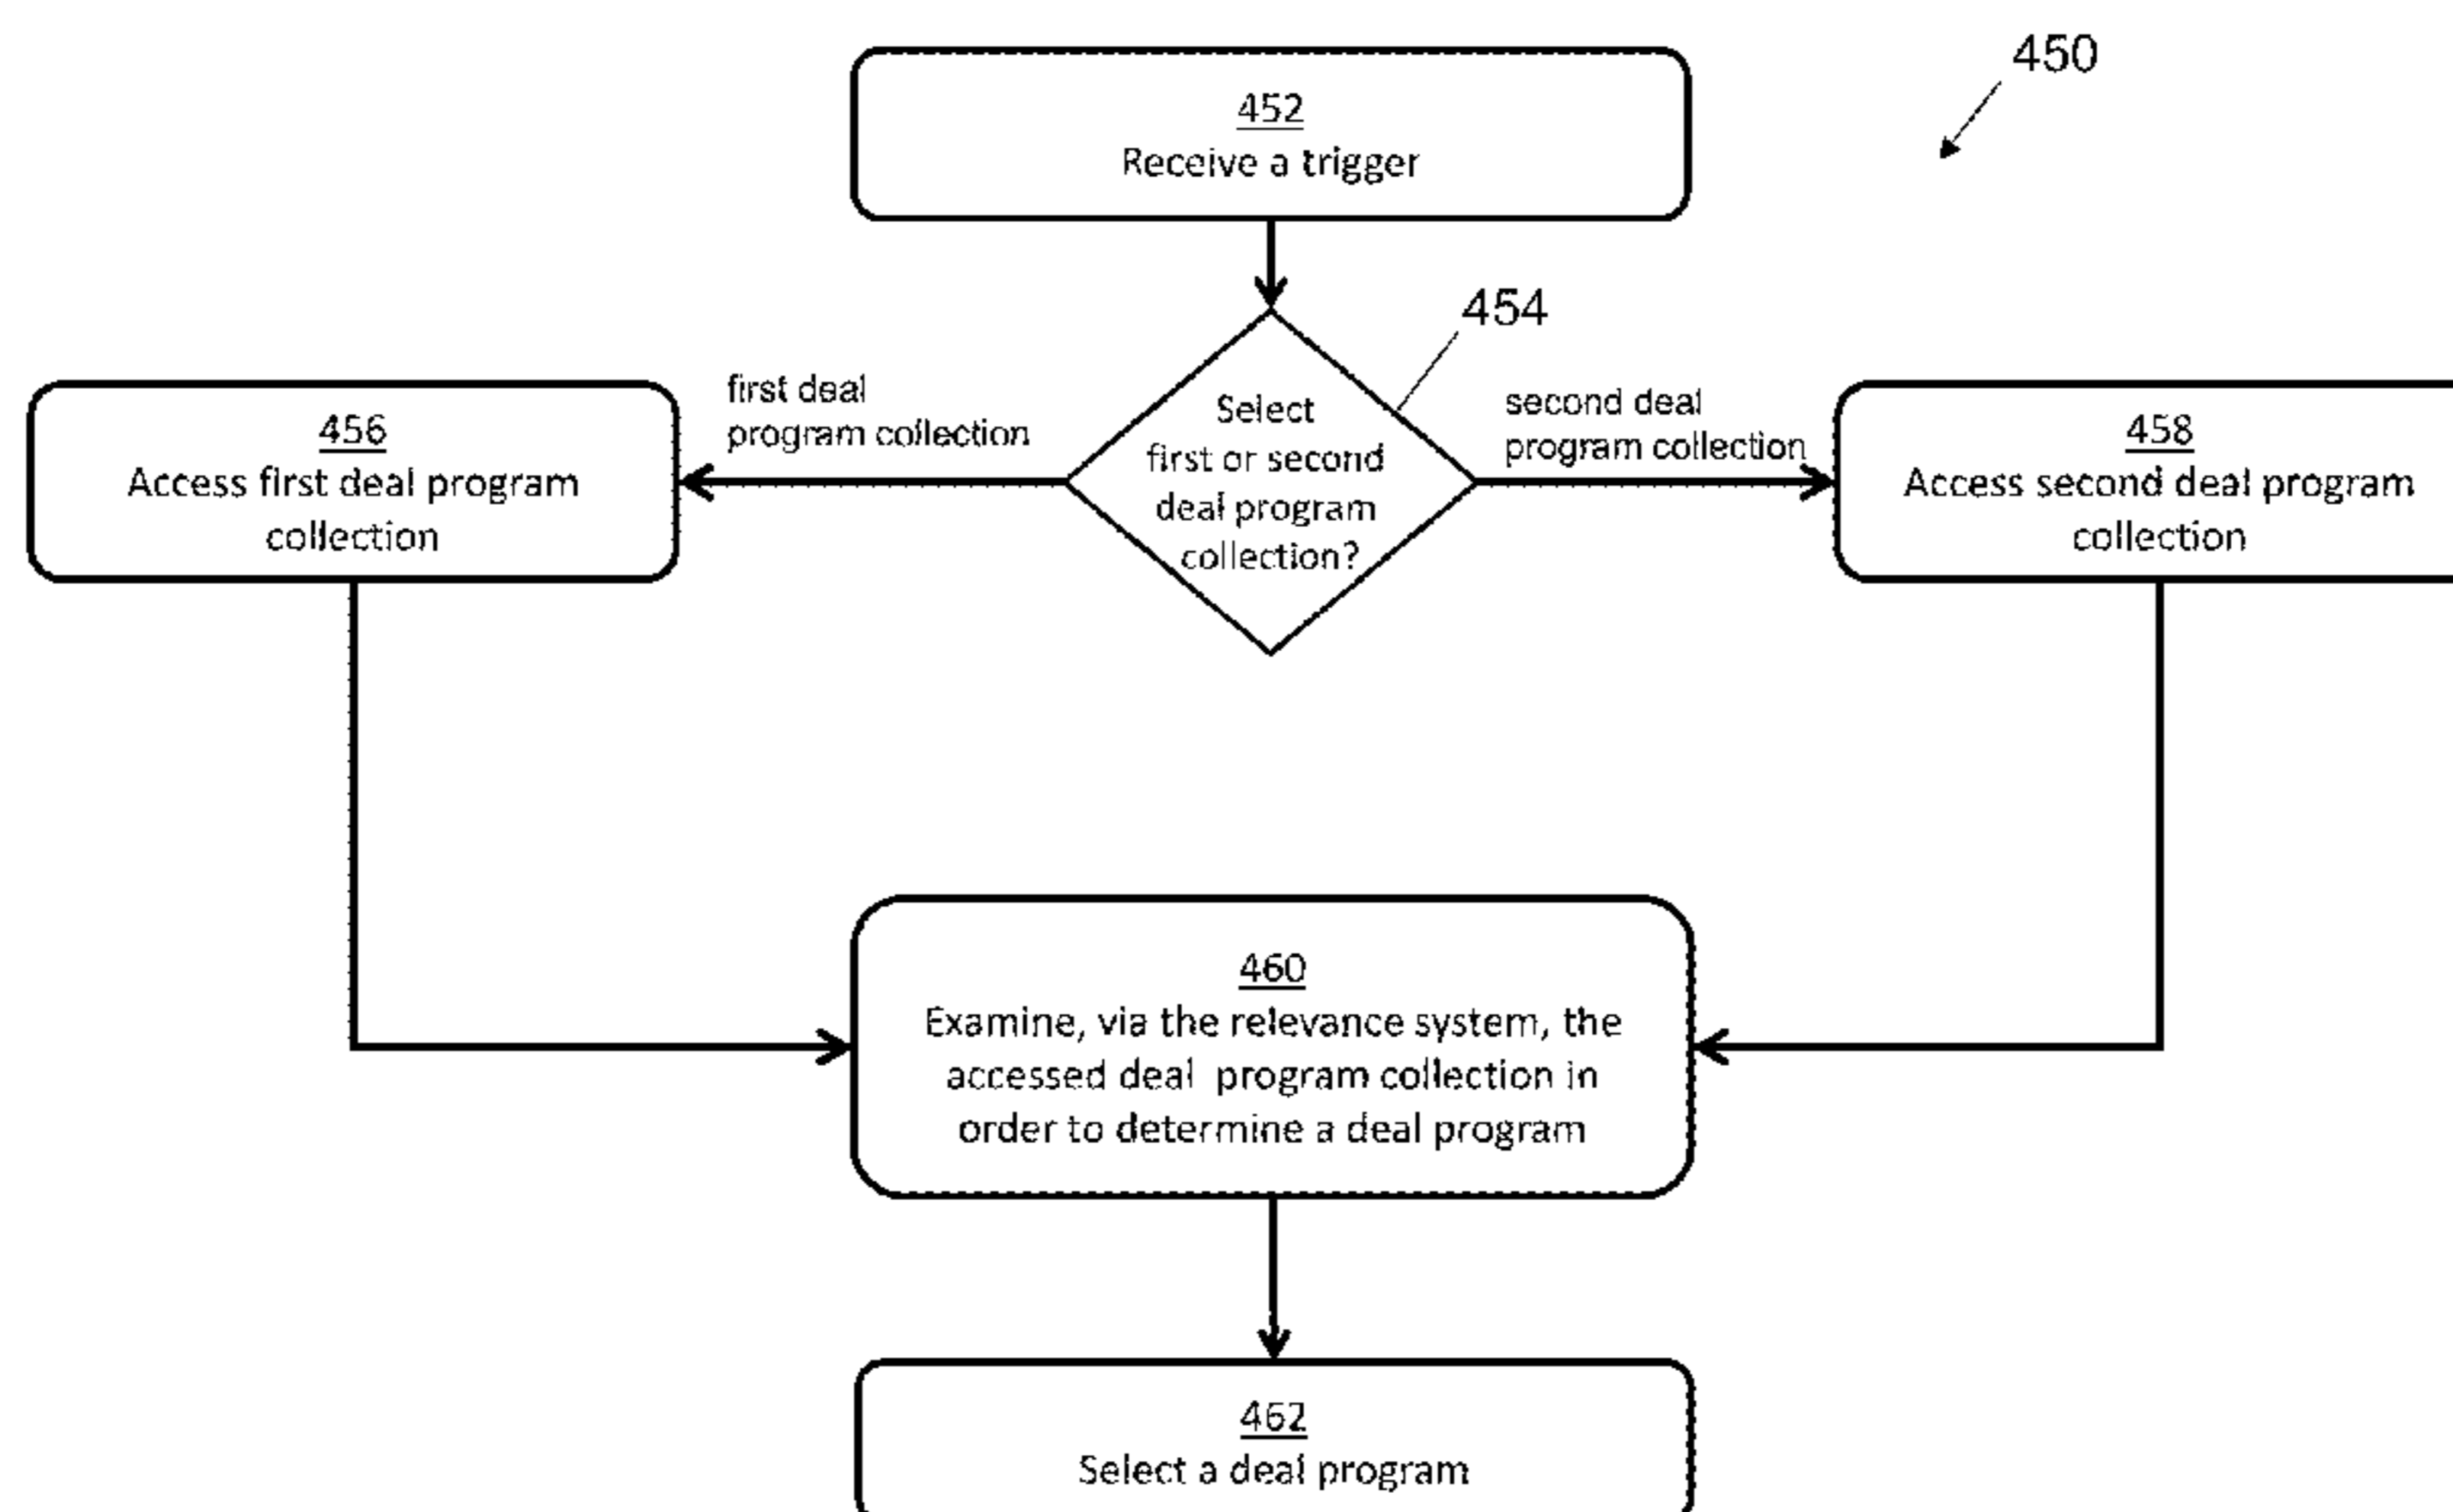 450
452
Receive a trigger
454
first deal
program collection
Select
first or second
deal program
collection?
second deal
program collection
456
Access first deal program
collection
458
Access second deal program
collection
460
Examine, via the relevance system, the
accessed deal program collection in
order to determine a deal program
462
Select a deal program